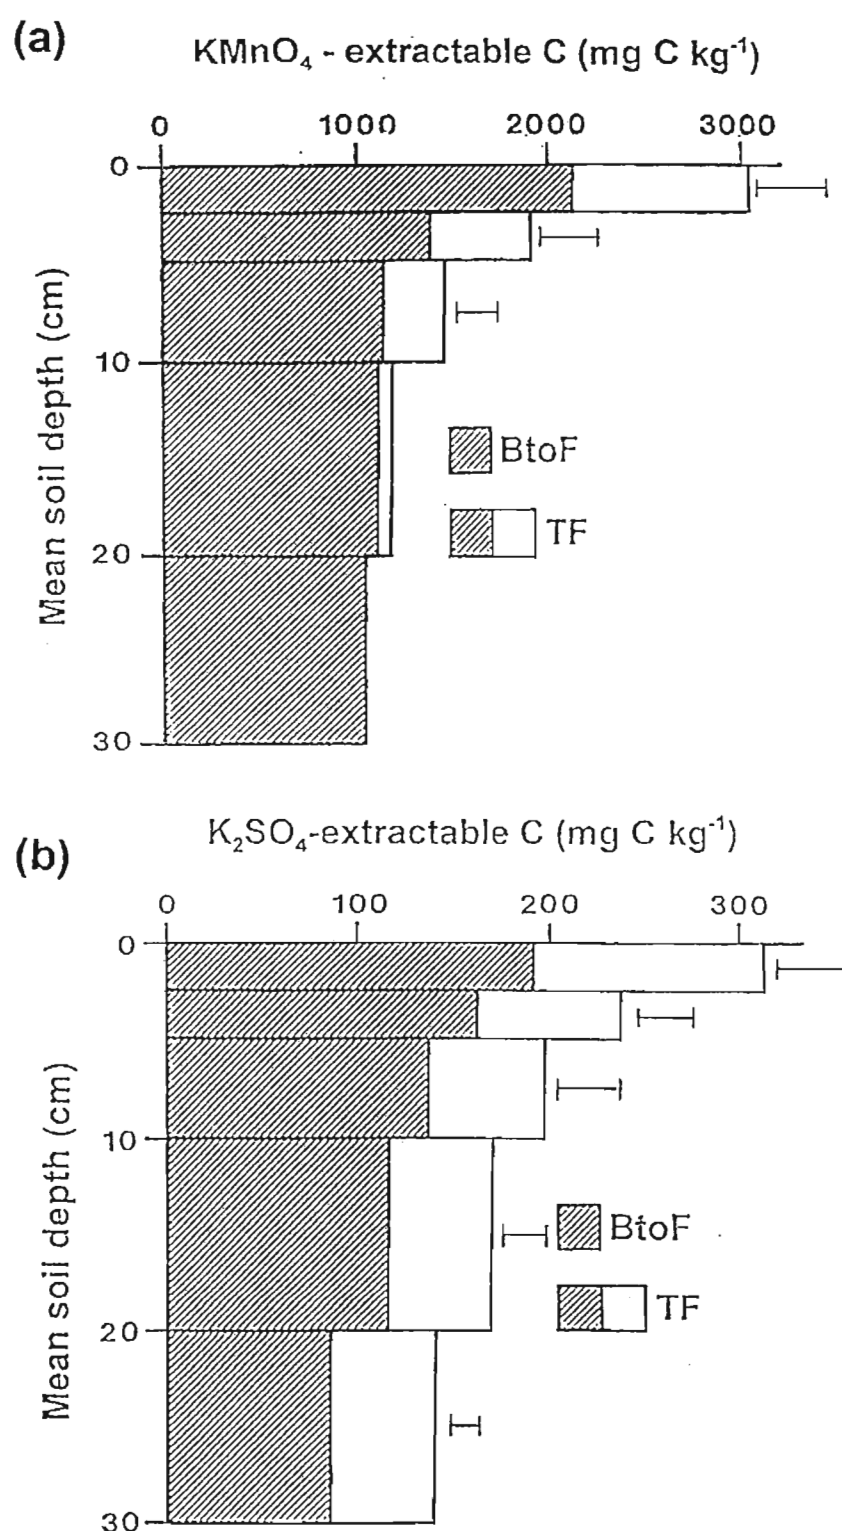 (a)
KMnO₄ - extractable C (mg C kg⁻¹)
0 1000 2000 3000
0
10
20
30
Mean soil depth (cm)
BtoF
TF
(b)
K₂SO₄-extractable C (mg C kg⁻¹)
0 100 200 300
0
10
20
30
Mean soil depth (cm)
BtoF
TF